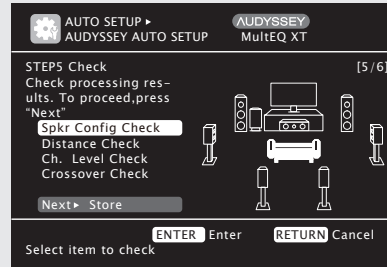 AUTO SETUP ▸
AUDYSSEY AUTO SETUP
AUDYSSEY
MultEQ XT
STEP5 Check
[5/6]
Check processing res-
ults. To proceed,press
“Next”
Spkr Config Check
Distance Check
Ch. Level Check
Crossover Check
Next▸ Store
ENTER Enter
RETURN Cancel
Select item to check